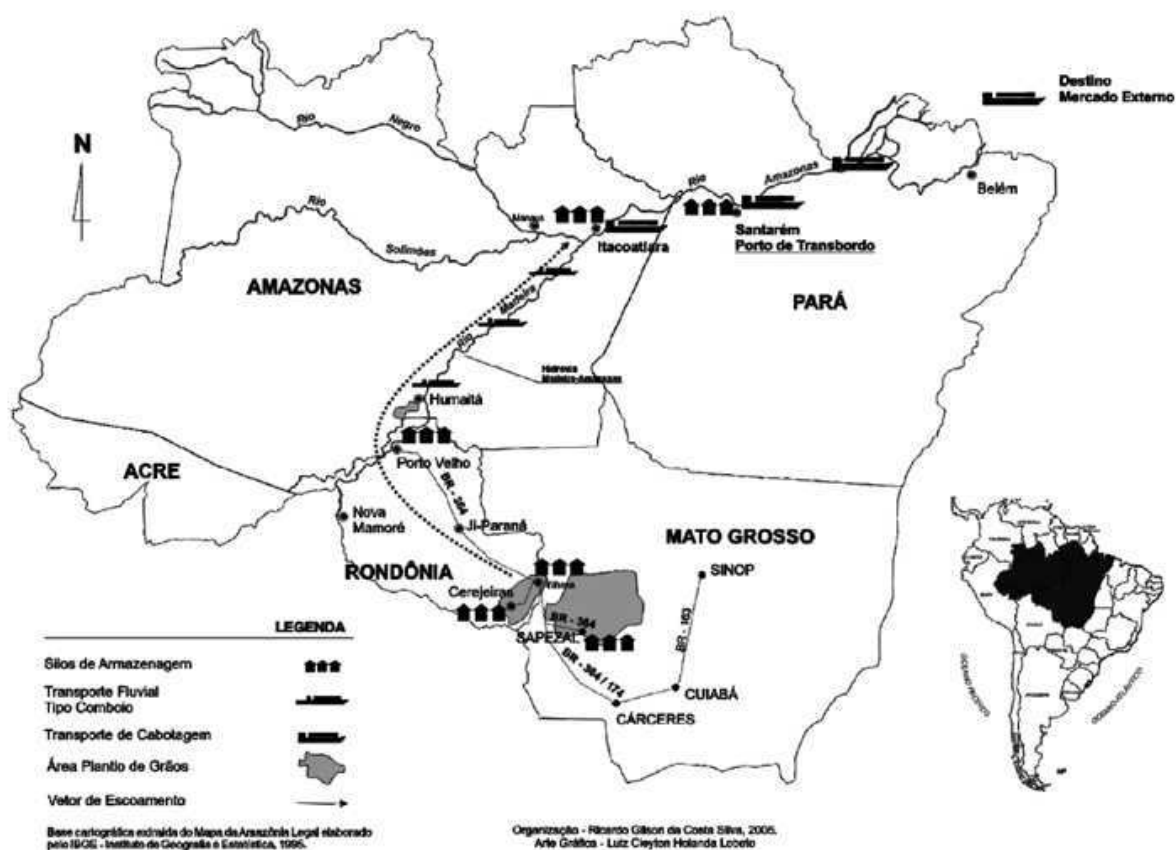 Destino
Mercado Externo
N
Rio
Negro
Rio
Solimões
Manaus
Itacoatiara
Rio
Amazonas
Belém
Santarém
Porto de Transbordo
AMAZONAS
PARÁ
Rio
Madeira
Hidrovia
Madeira-Amazonas
Humaitá
Porto Velho
ACRE
BR - 364
Nova
Mamoré
Ji-Paraná
MATO GROSSO
SINOP
RONDÔNIA
Vilhena
Cerejeiras
BR - 364
SAPEZAL
BR - 163
BR - 364 / 174
CUIABÁ
CÁRCERES
LEGENDA
Silos de Armazenagem
Transporte Fluvial
Tipo Comboio
Transporte de Cabotagem
Área Plantio de Grãos
Vetor de Escoamento
Base cartográfica extraída do Mapa da Amazônia Legal elaborado
pelo IBGE - Instituto de Geografia e Estatística, 1995.
Organização - Ricardo Gilson da Costa Silva, 2005.
Arte Gráfica - Luiz Cleyton Holanda Lobato
OCEANO PACÍFICO
OCEANO ATLÂNTICO